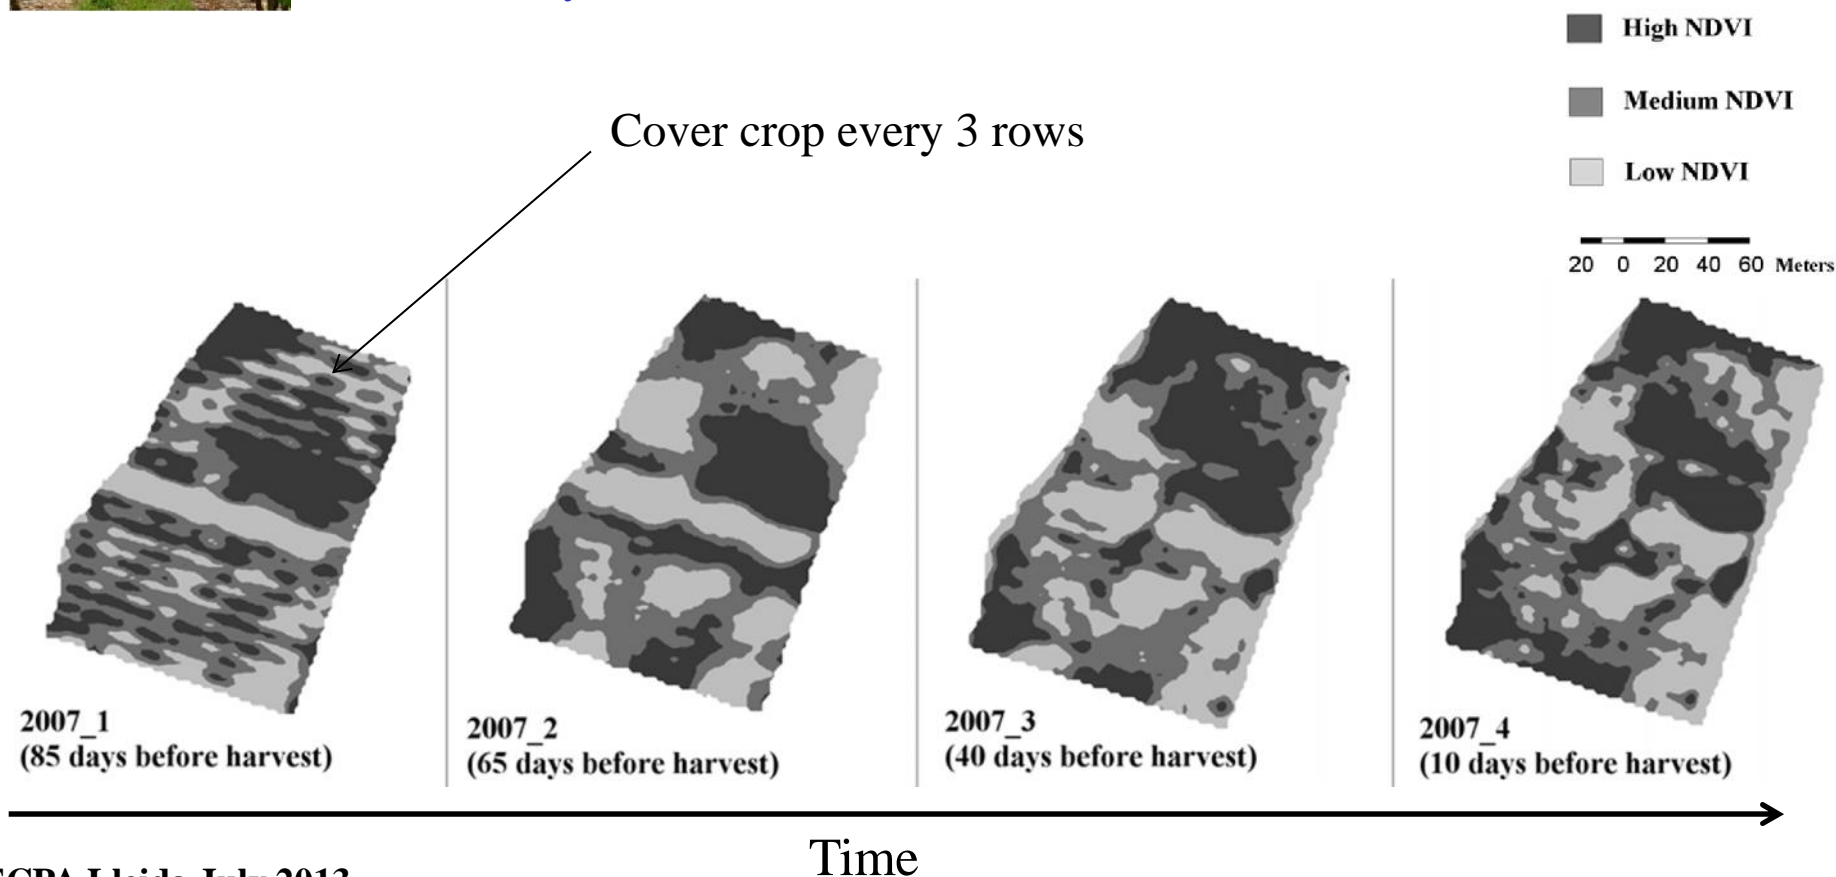 High NDVI
Medium NDVI
Cover crop every 3 rows
Low NDVI
20 0 20 40 60 Meters
2007_1
(85 days before harvest)
2007_2
(65 days before harvest)
2007_3
(40 days before harvest)
2007_4
(10 days before harvest)
Time
July 2013